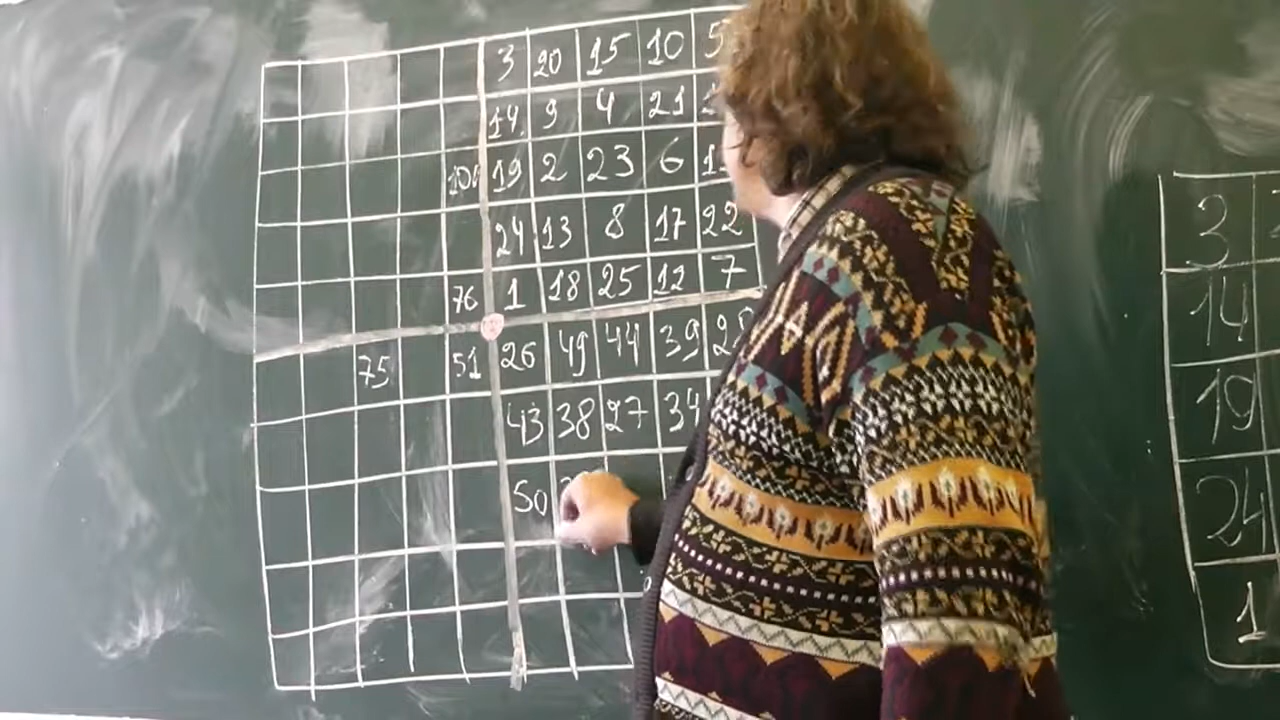 3 20 15 10 5
14 9 4 21
19 2 23 6
24 13 8 17 22
76 1 18 25 12 7
75 51 26 49 44 39
43 38 27 34
50
3
14
19
24
1